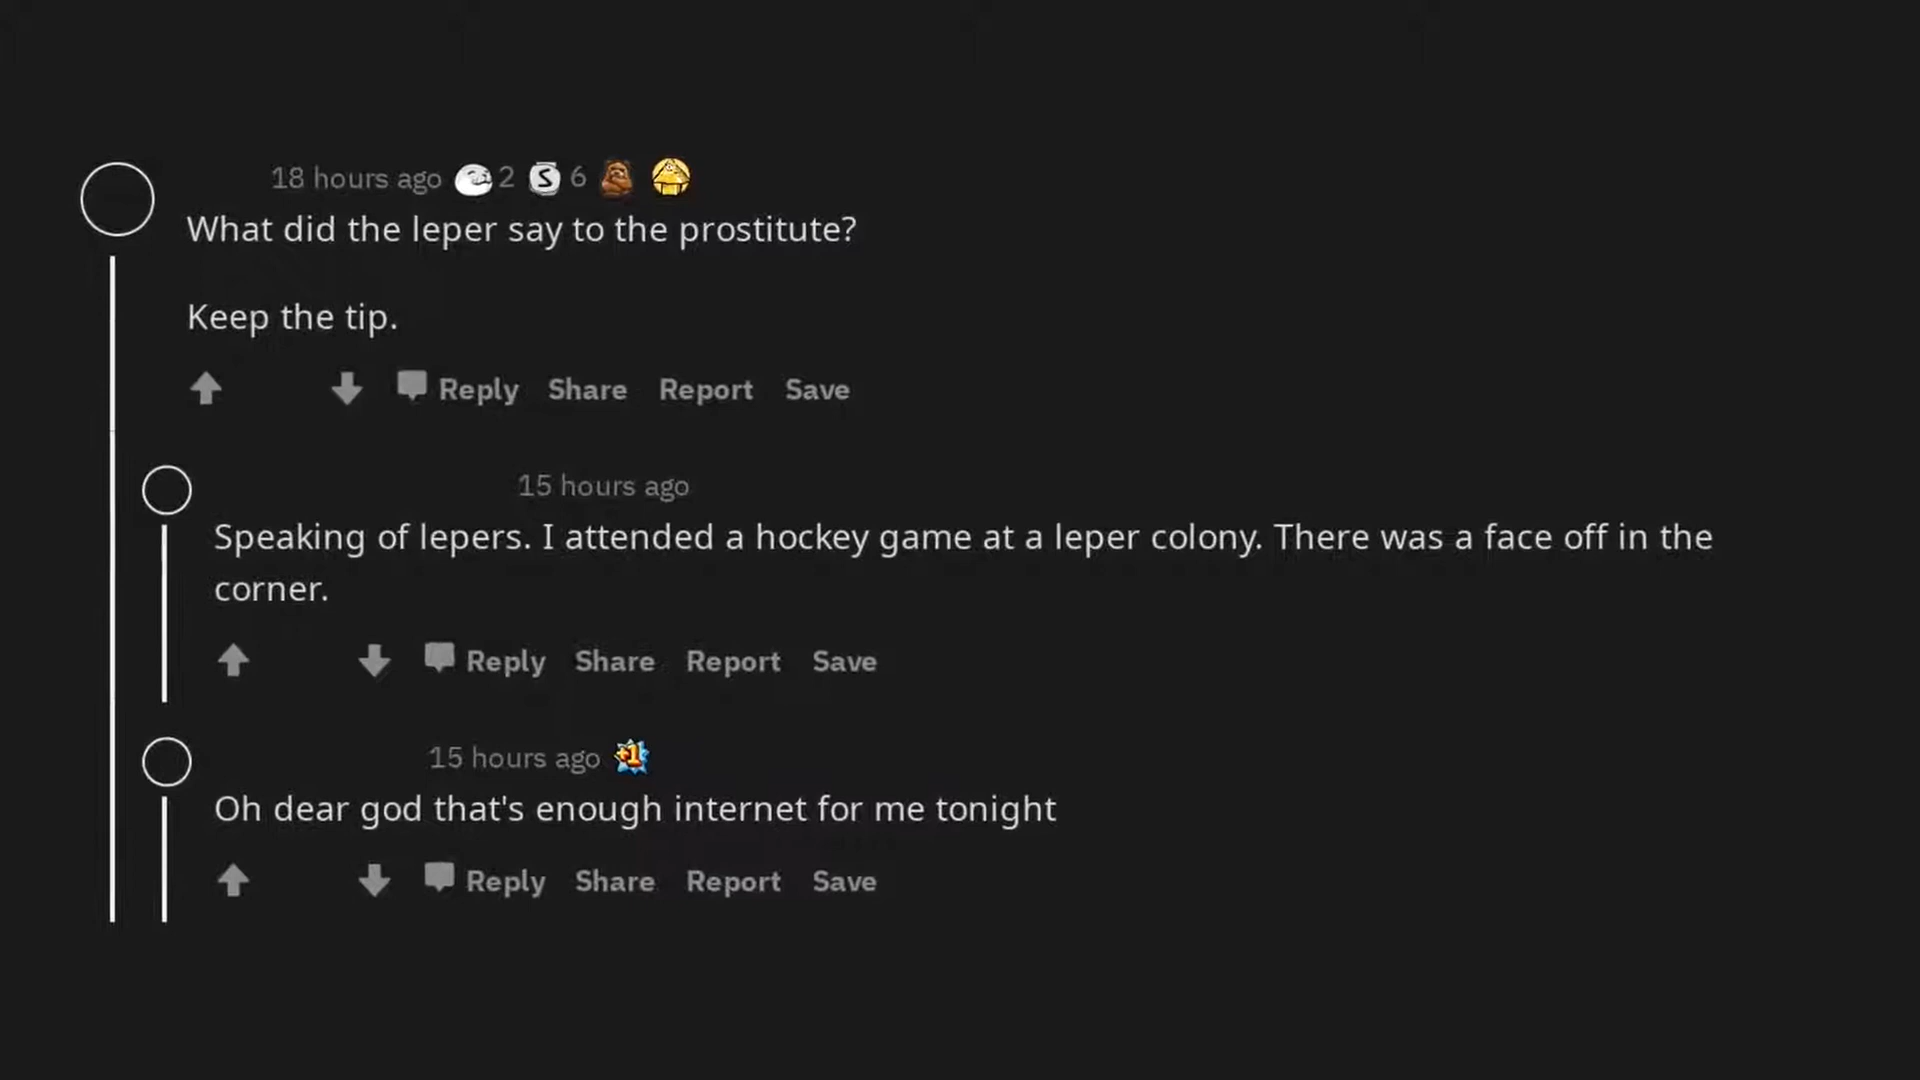 18 hours ago 2 S 6
What did the leper say to the prostitute?
Keep the tip.
Reply Share Report Save
15 hours ago
Speaking of lepers. I attended a hockey game at a leper colony. There was a face off in the
corner.
Reply Share Report Save
15 hours ago +1
Oh dear god that's enough internet for me tonight
Reply Share Report Save